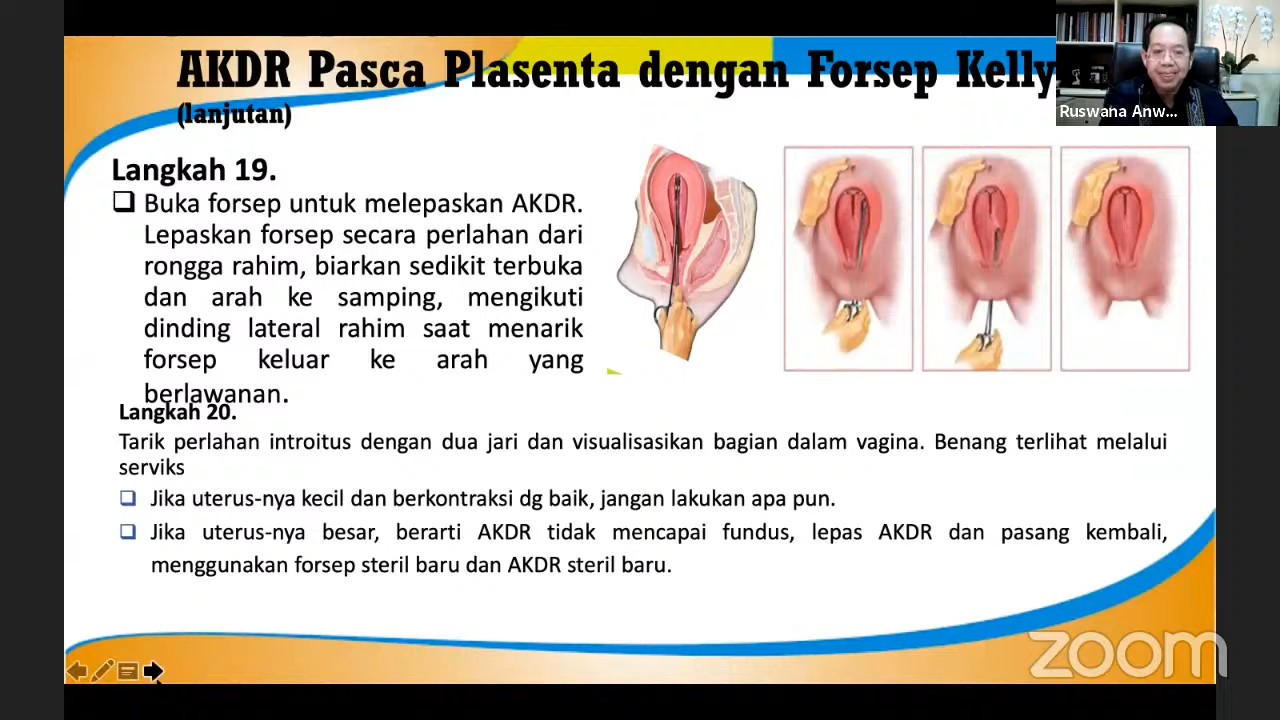 AKDR Pasca Plasenta dengan Forsep Kelly
(lanjutan)
Ruswana Anw...
Langkah 19.
Buka forsep untuk melepaskan AKDR.
Lepaskan forsep secara perlahan dari
rongga rahim, biarkan sedikit terbuka
dan arah ke samping, mengikuti
dinding lateral rahim saat menarik
forsep keluar ke arah yang
berlawanan.
Langkah 20.
Tarik perlahan introitus dengan dua jari dan visualisasikan bagian dalam vagina. Benang terlihat melalui
serviks
Jika uterus-nya kecil dan berkontraksi dg baik, jangan lakukan apa pun.
Jika uterus-nya besar, berarti AKDR tidak mencapai fundus, lepas AKDR dan pasang kembali,
menggunakan forsep steril baru dan AKDR steril baru.
zoom